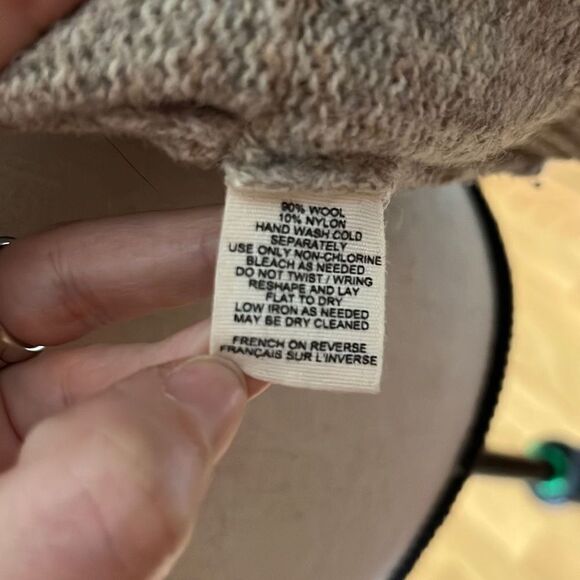 90% WOOL
10% NYLON
HAND WASH COLD
SEPARATELY
USE ONLY NON-CHLORINE
BLEACH AS NEEDED
DO NOT TWIST / WRING
RESHAPE AND LAY
FLAT TO DRY
LOW IRON AS NEEDED
MAY BE DRY CLEANED
FRENCH ON REVERSE
FRANÇAIS SUR L'INVERSE